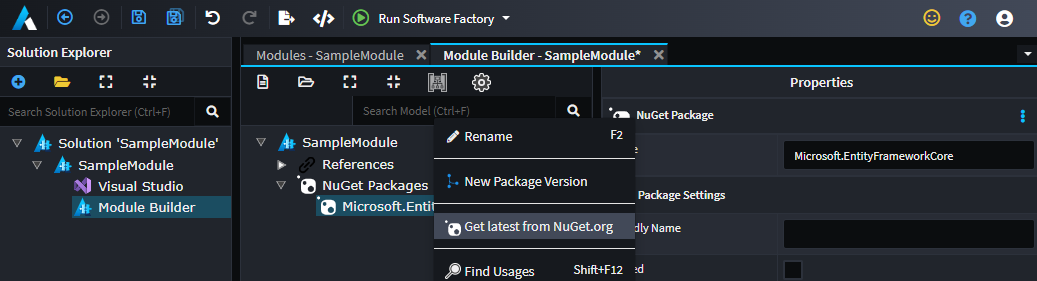 Run Software Factory
Solution Explorer
Modules - SampleModule
Module Builder - SampleModule*
Properties
Search Solution Explorer (Ctrl+F)
Search Model (Ctrl+F)
NuGet Package
Solution 'SampleModule'
SampleModule
Visual Studio
Module Builder
SampleModule
References
NuGet Packages
Microsoft.Enti
Rename F2
New Package Version
Get latest from NuGet.org
Find Usages Shift+F12
e
Microsoft.EntityFrameworkCore
Package Settings
dly Name
ed